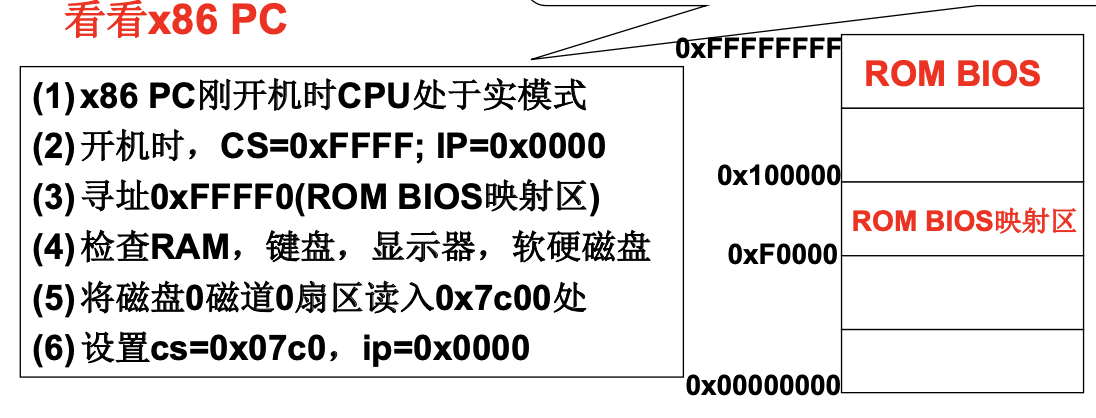 看看x86 PC
(1)x86 PC刚开机时CPU处于实模式
(2)开机时，CS=0xFFFF; IP=0x0000
(3)寻址0xFFFF0(ROM BIOS映射区)
(4)检查RAM，键盘，显示器，软硬磁盘
(5)将磁盘0磁道0扇区读入0x7c00处
(6)设置cs=0x07c0，ip=0x0000
0xFFFFFFFF
ROM BIOS
0x100000
ROM BIOS映射区
0xF0000
0x00000000